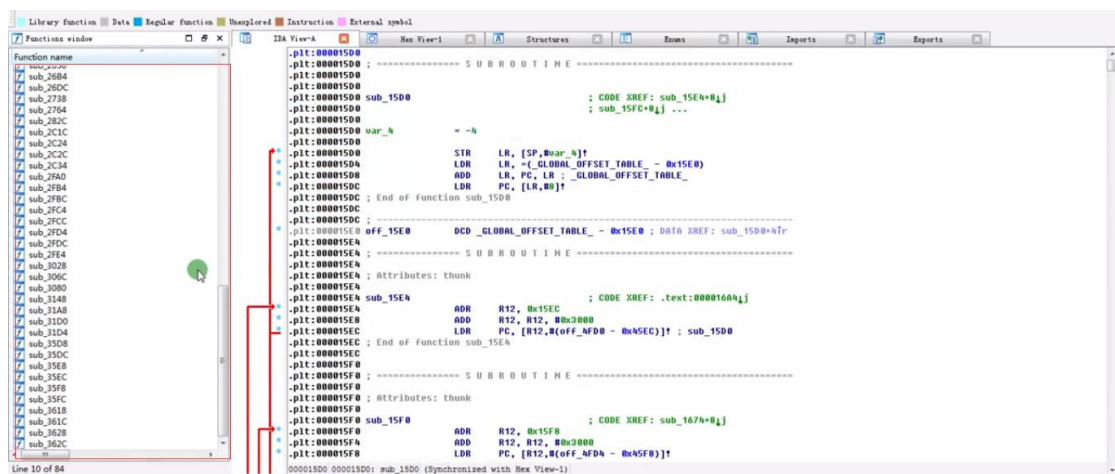 Library function Data Regular function Unexplored Instruction External symbol
Functions window
IDA View-A Hex View-1 Structures Enums Imports Exports
Function name
sub_2684
sub_26DC
sub_2738
sub_2764
sub_282C
sub_2C1C
sub_2C24
sub_2C2C
sub_2C34
sub_2FA0
sub_2FB4
sub_2FBC
sub_2FC4
sub_2FCC
sub_2FD4
sub_2FDC
sub_2FE4
sub_3028
sub_306C
sub_3080
sub_3148
sub_31A8
sub_31D0
sub_31D4
sub_35D8
sub_35DC
sub_35E8
sub_35EC
sub_35F8
sub_35FC
sub_3618
sub_361C
sub_3628
sub_362C
Line 10 of 84
.plt:000015D0
.plt:000015D0 ; =============== S U B R O U T I N E =======================================
.plt:000015D0
.plt:000015D0
.plt:000015D0 sub_15D0 ; CODE XREF: sub_15E4+8↓j
.plt:000015D0 ; sub_15FC+8↓j ...
.plt:000015D0
.plt:000015D0 var_4 = -4
.plt:000015D0
.plt:000015D0 STR LR, [SP,#var_4]!
.plt:000015D4 LDR LR, =(_GLOBAL_OFFSET_TABLE_ - 0x15E0)
.plt:000015D8 ADD LR, PC, LR ; _GLOBAL_OFFSET_TABLE_
.plt:000015DC LDR PC, [LR,#8]!
.plt:000015DC ; End of function sub_15D0
.plt:000015DC
.plt:000015DC ; ---------------------------------------------------------------------------
.plt:000015E0 off_15E0 DCD _GLOBAL_OFFSET_TABLE_ - 0x15E0 ; DATA XREF: sub_15D0+4↑r
.plt:000015E4
.plt:000015E4 ; =============== S U B R O U T I N E =======================================
.plt:000015E4
.plt:000015E4 ; Attributes: thunk
.plt:000015E4
.plt:000015E4 sub_15E4 ; CODE XREF: .text:000016A4↓j
.plt:000015E4 ADR R12, 0x15EC
.plt:000015E8 ADD R12, R12, #0x3000
.plt:000015EC LDR PC, [R12,#(off_4FD0 - 0x45EC)]! ; sub_15D0
.plt:000015EC ; End of function sub_15E4
.plt:000015EC
.plt:000015F0
.plt:000015F0 ; =============== S U B R O U T I N E =======================================
.plt:000015F0
.plt:000015F0 ; Attributes: thunk
.plt:000015F0
.plt:000015F0 sub_15F0 ; CODE XREF: sub_1674+8↓j
.plt:000015F0 ADR R12, 0x15F8
.plt:000015F4 ADD R12, R12, #0x3000
.plt:000015F8 LDR PC, [R12,#(off_4FD4 - 0x45F8)]!
000015D0 000015D0: sub_15D0 (Synchronized with Hex View-1)